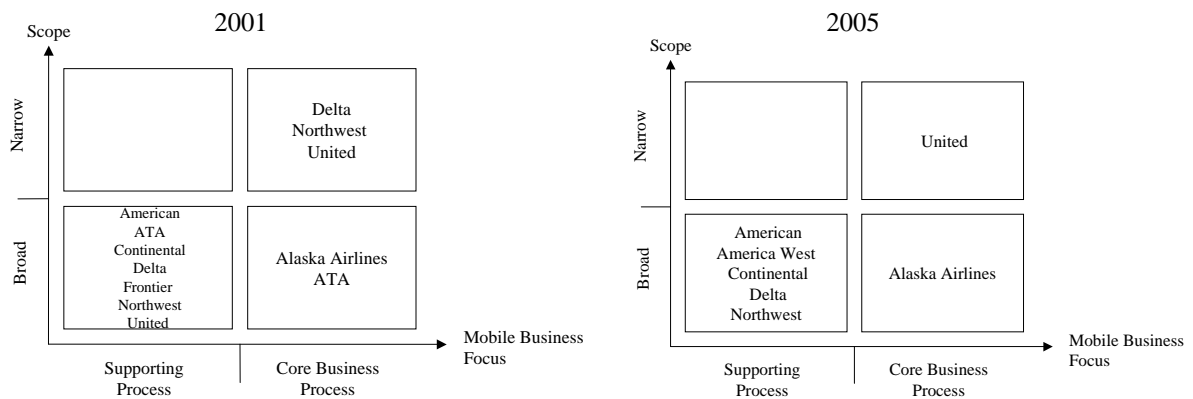 2001
Scope
Narrow
Broad
Delta
Northwest
United
American
ATA
Continental
Delta
Frontier
Northwest
United
Alaska Airlines
ATA
Mobile Business
Focus
Supporting
Process
Core Business
Process
2005
Scope
Narrow
Broad
United
American
America West
Continental
Delta
Northwest
Alaska Airlines
Mobile Business
Focus
Supporting
Process
Core Business
Process